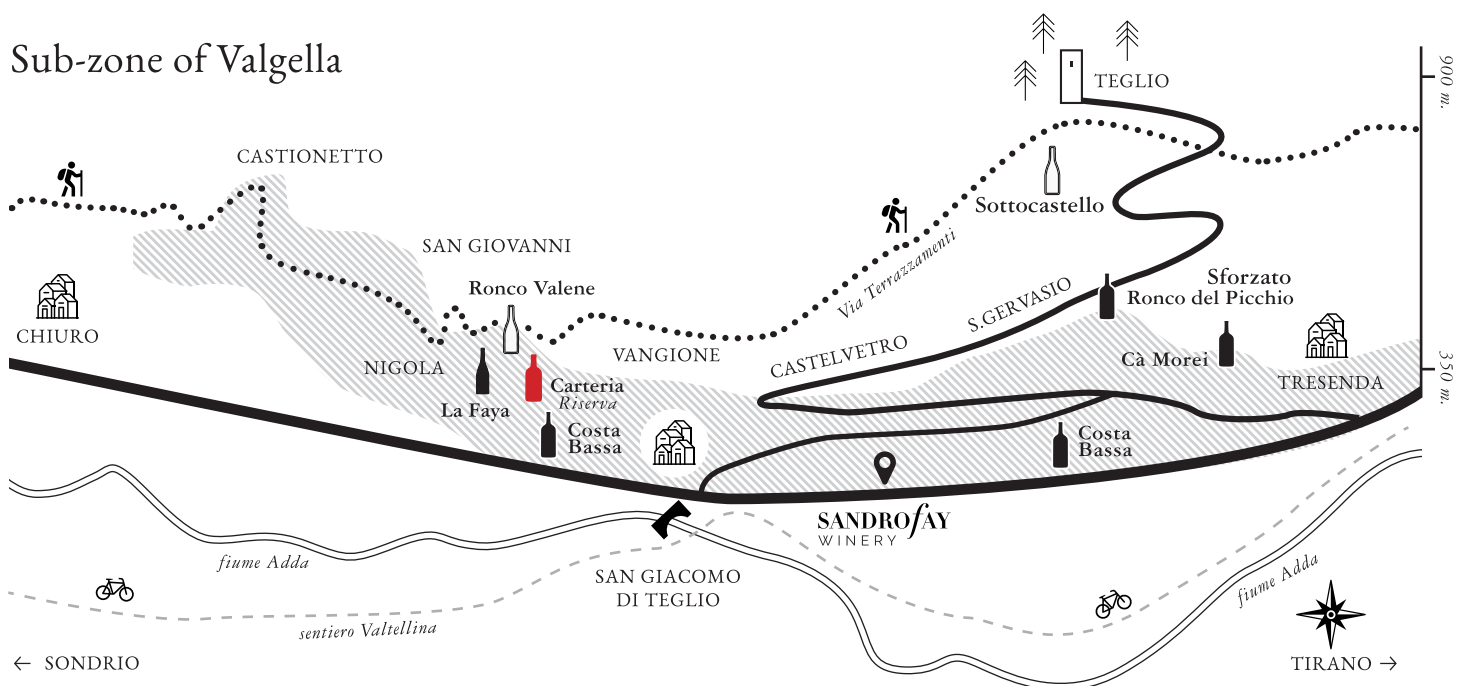 Sub-zone of Valgella
TEGLIO
900 m.
CASTIONETTO
Sottocastello
SAN GIOVANNI
Via Terrazzamenti
Ronco Valene
S.GERVASIO
Sforzato
Ronco del Picchio
CHIURO
NIGOLA
VANGIONE
CASTELVETRO
Cà Morei
TRESENDA
350 m.
Carteria
Riserva
La Faya
Costa
Bassa
Costa
Bassa
SANDROFAY
WINERY
fiume Adda
SAN GIACOMO
DI TEGLIO
fiume Adda
sentiero Valtellina
← SONDRIO
TIRANO →